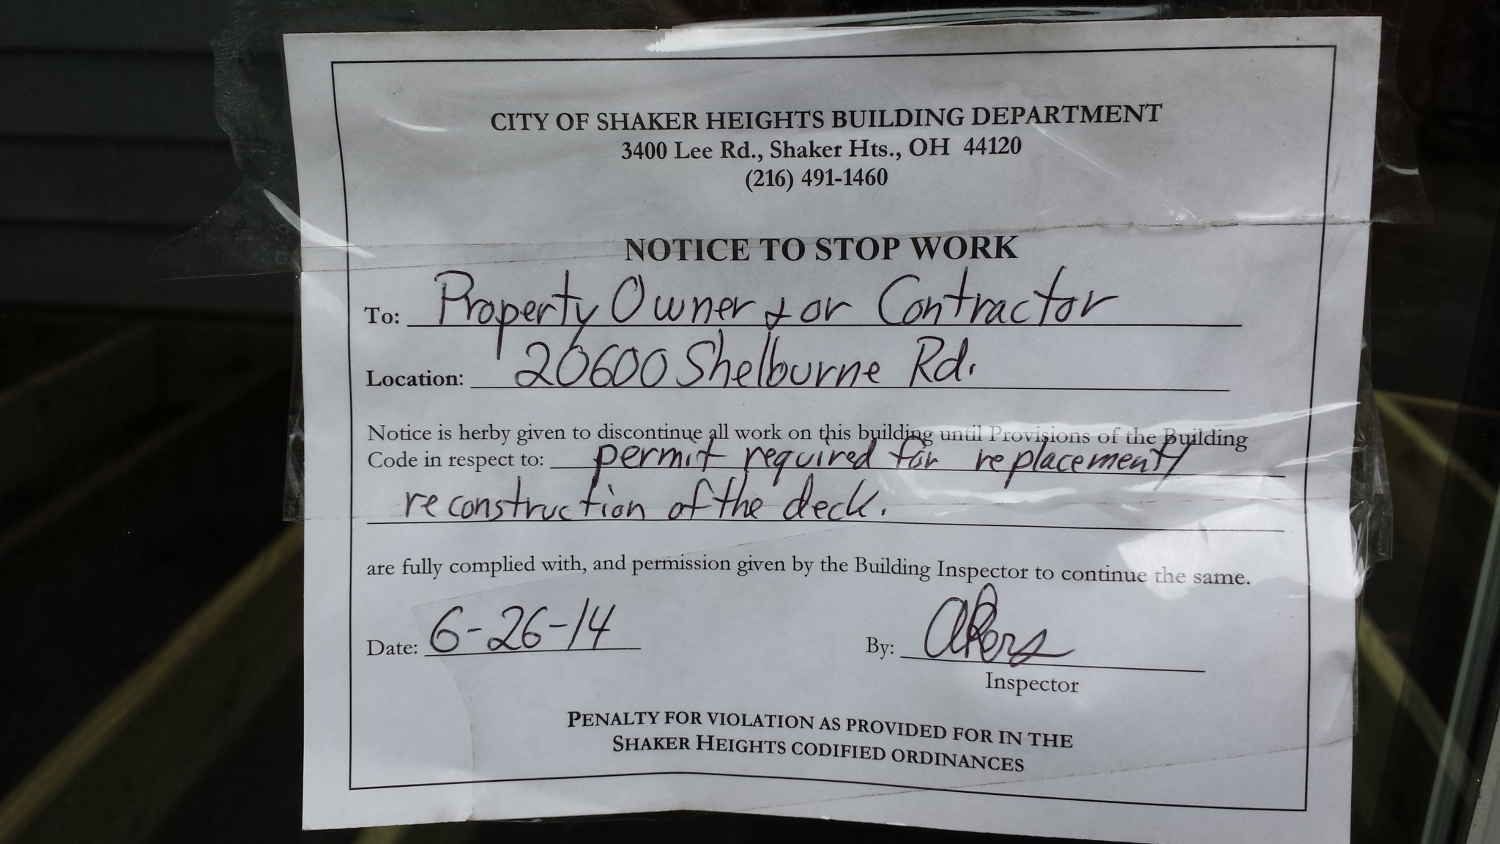 CITY OF SHAKER HEIGHTS BUILDING DEPARTMENT
3400 Lee Rd., Shaker Hts., OH 44120
(216) 491-1460
NOTICE TO STOP WORK
To: Property Owner & or Contractor
Location: 20600 Shelburne Rd.
Notice is herby given to discontinue all work on this building until Provisions of the Building
Code in respect to: permit required for replacement/
reconstruction of the deck.
are fully complied with, and permission given by the Building Inspector to continue the same.
Date: 6-26-14 By: Akers
Inspector
PENALTY FOR VIOLATION AS PROVIDED FOR IN THE
SHAKER HEIGHTS CODIFIED ORDINANCES